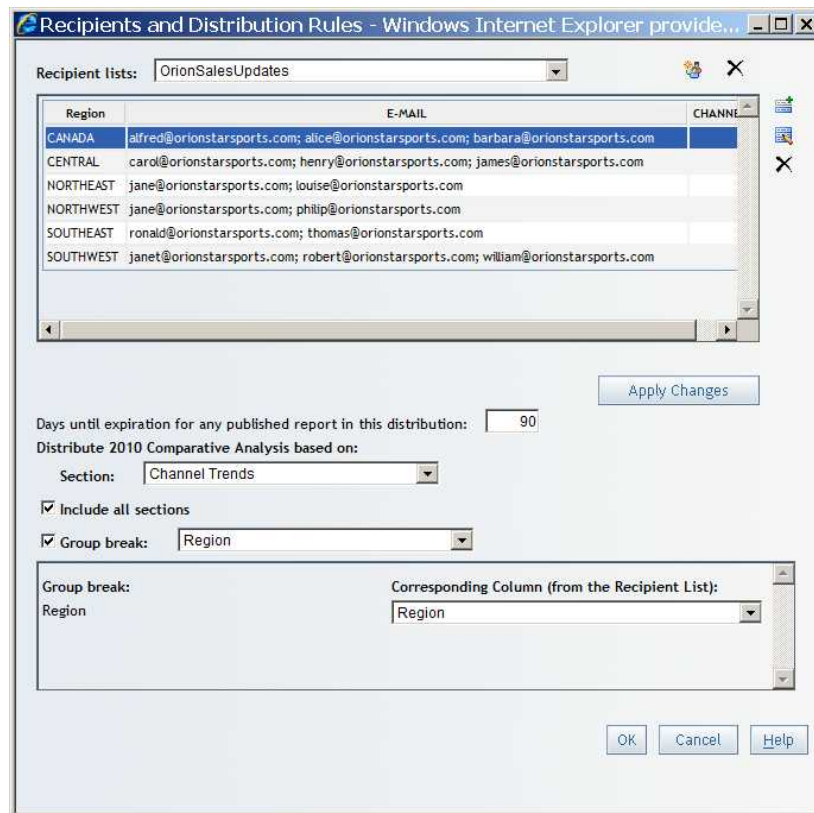 Recipients and Distribution Rules - Windows Internet Explorer provide...
Recipient lists: OrionSalesUpdates
Region E-MAIL CHANNE
CANADA alfred@orionstarsports.com; alice@orionstarsports.com; barbara@orionstarsports.com
CENTRAL carol@orionstarsports.com; henry@orionstarsports.com; james@orionstarsports.com
NORTHEAST jane@orionstarsports.com; louise@orionstarsports.com
NORTHWEST jane@orionstarsports.com; philip@orionstarsports.com
SOUTHEAST ronald@orionstarsports.com; thomas@orionstarsports.com
SOUTHWEST janet@orionstarsports.com; robert@orionstarsports.com; william@orionstarsports.com
Apply Changes
Days until expiration for any published report in this distribution: 90
Distribute 2010 Comparative Analysis based on:
Section: Channel Trends
Include all sections
Group break: Region
Group break: Corresponding Column (from the Recipient List):
Region Region
OK Cancel Help